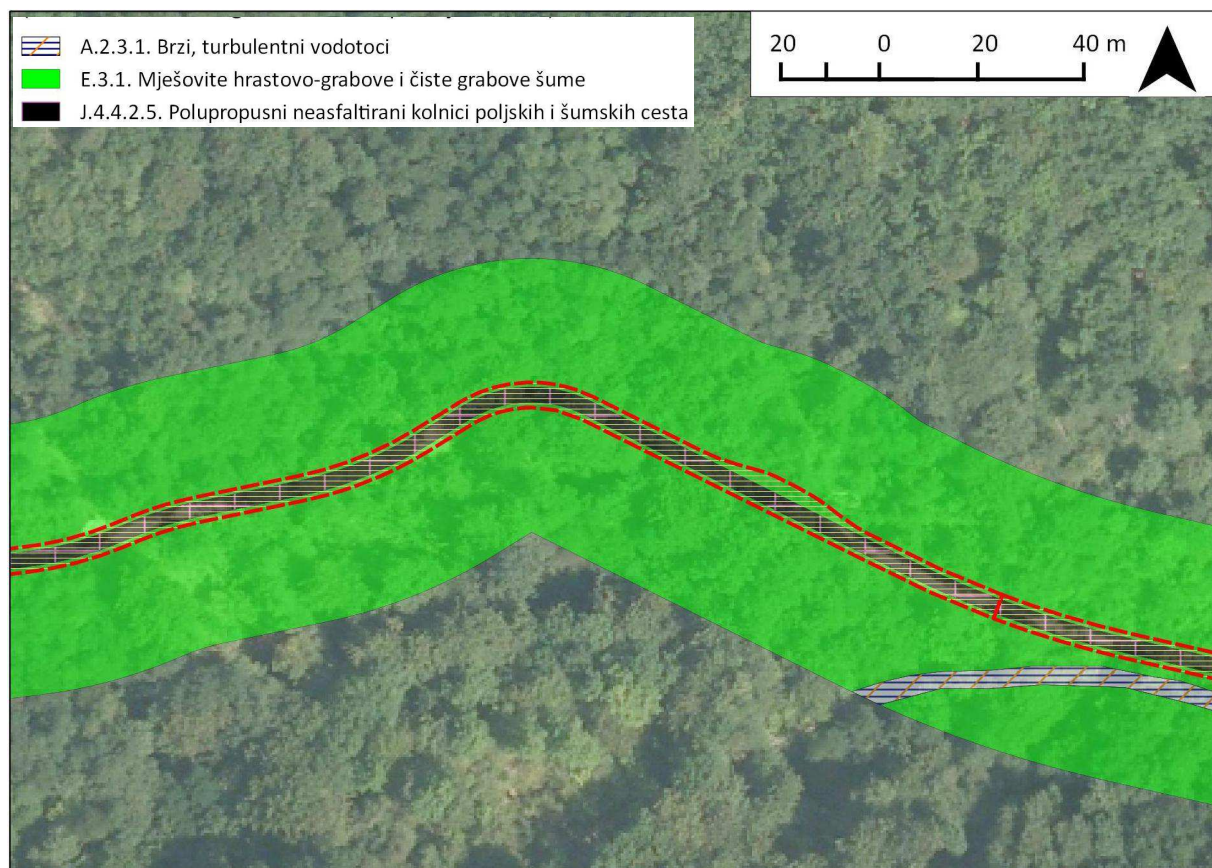 A.2.3.1. Brzi, turbulentni vodotoci
E.3.1. Mješovite hrastovo-grabove i čiste grabove šume
J.4.4.2.5. Polupropusni neasfaltirani kolnici poljskih i šumskih cesta
20 0 20 40 m